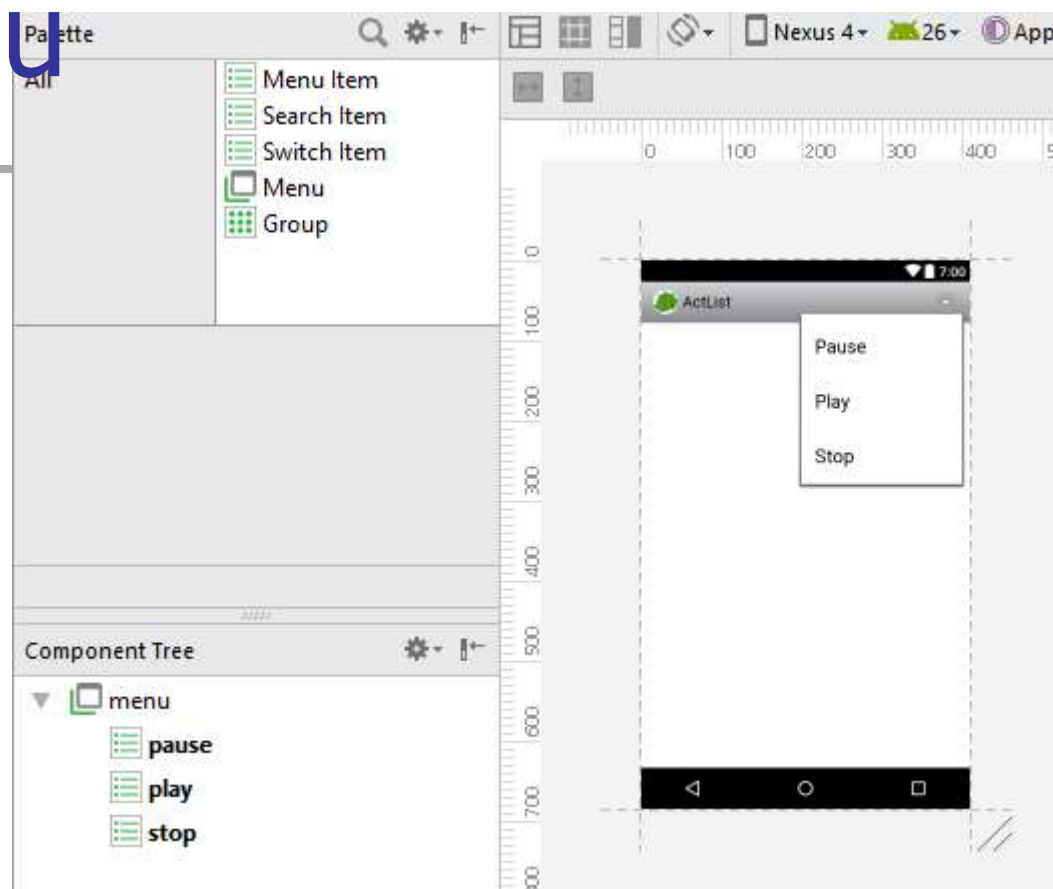 u
Palette
Nexus 4
26
App
All
Menu Item
Search Item
Switch Item
Menu
Group
0 100 200 300 400 5
0
100
200
300
400
500
600
700
7:00
ActList
Pause
Play
Stop
Component Tree
menu
pause
play
stop